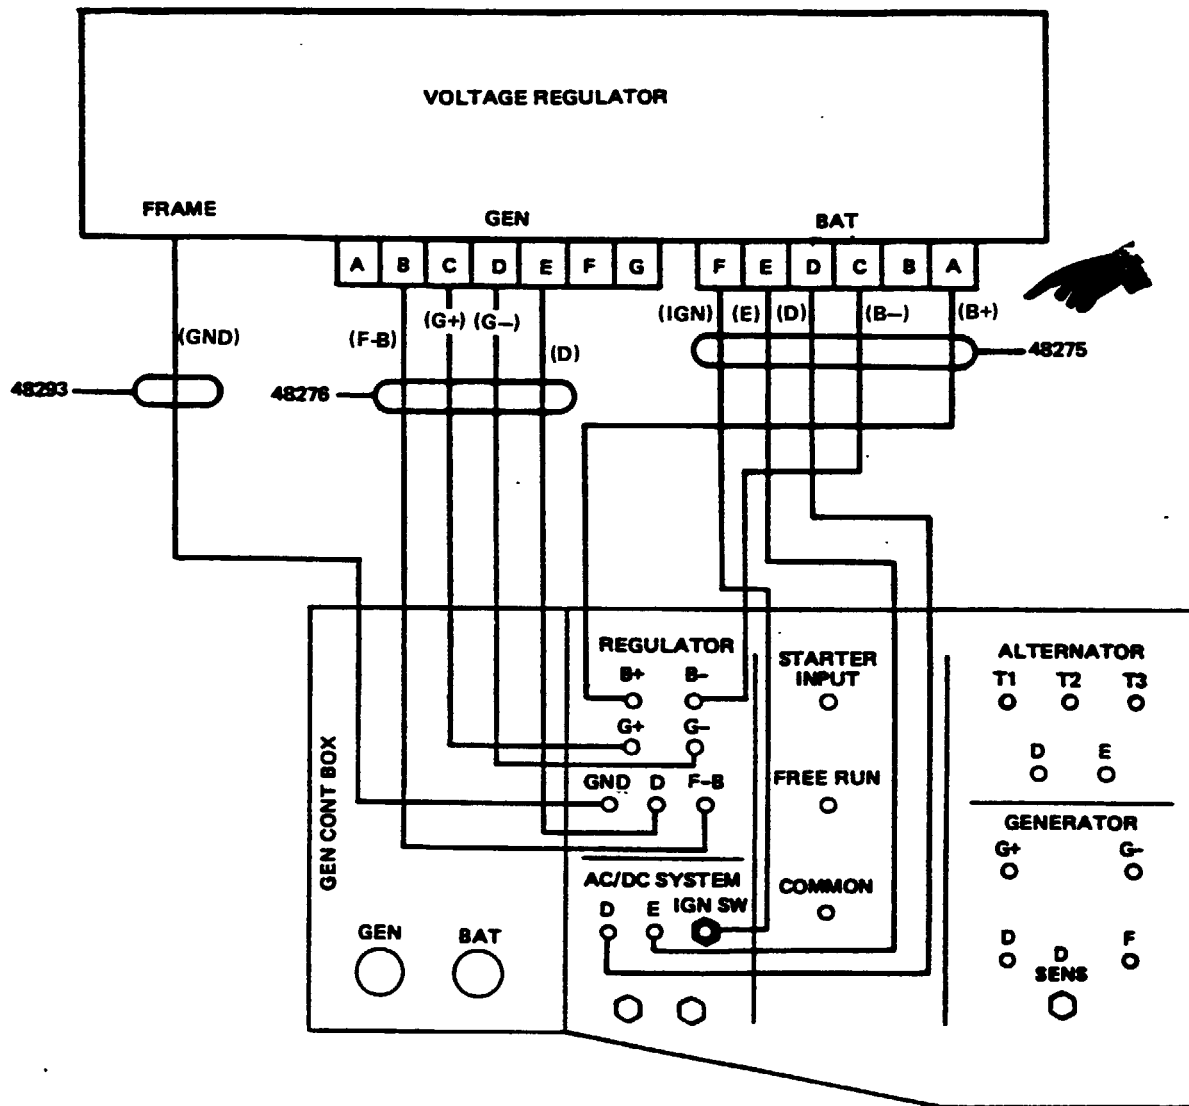 VOLTAGE REGULATOR
FRAME
GEN
BAT
A B C D E F G
F E D C B A
(GND)
(F-B)
(G+)
(G-)
(D)
(IGN)
(E)
(D)
(B-)
(B+)
48293
48276
48275
GEN CONT BOX
GEN
BAT
REGULATOR
B+ B-
G+ G-
GND D F-B
AC/DC SYSTEM
D E IGN SW
STARTER
INPUT
FREE RUN
COMMON
ALTERNATOR
T1 T2 T3
D E
GENERATOR
G+ G-
D F
D
SENS